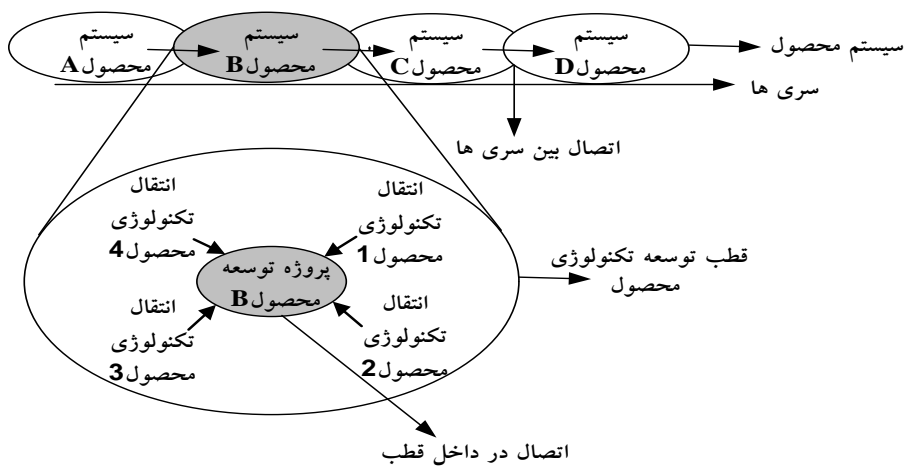 سیستم
محصول A
سیستم
محصول B
سیستم
محصول C
سیستم
محصول D
سیستم محصول
سری ها
اتصال بین سری ها
انتقال
تکنولوژی
محصول 4
انتقال
تکنولوژی
محصول 1
پروژه توسعه
محصول B
انتقال
تکنولوژی
محصول 3
انتقال
تکنولوژی
محصول 2
قطب توسعه تکنولوژی
محصول
اتصال در داخل قطب